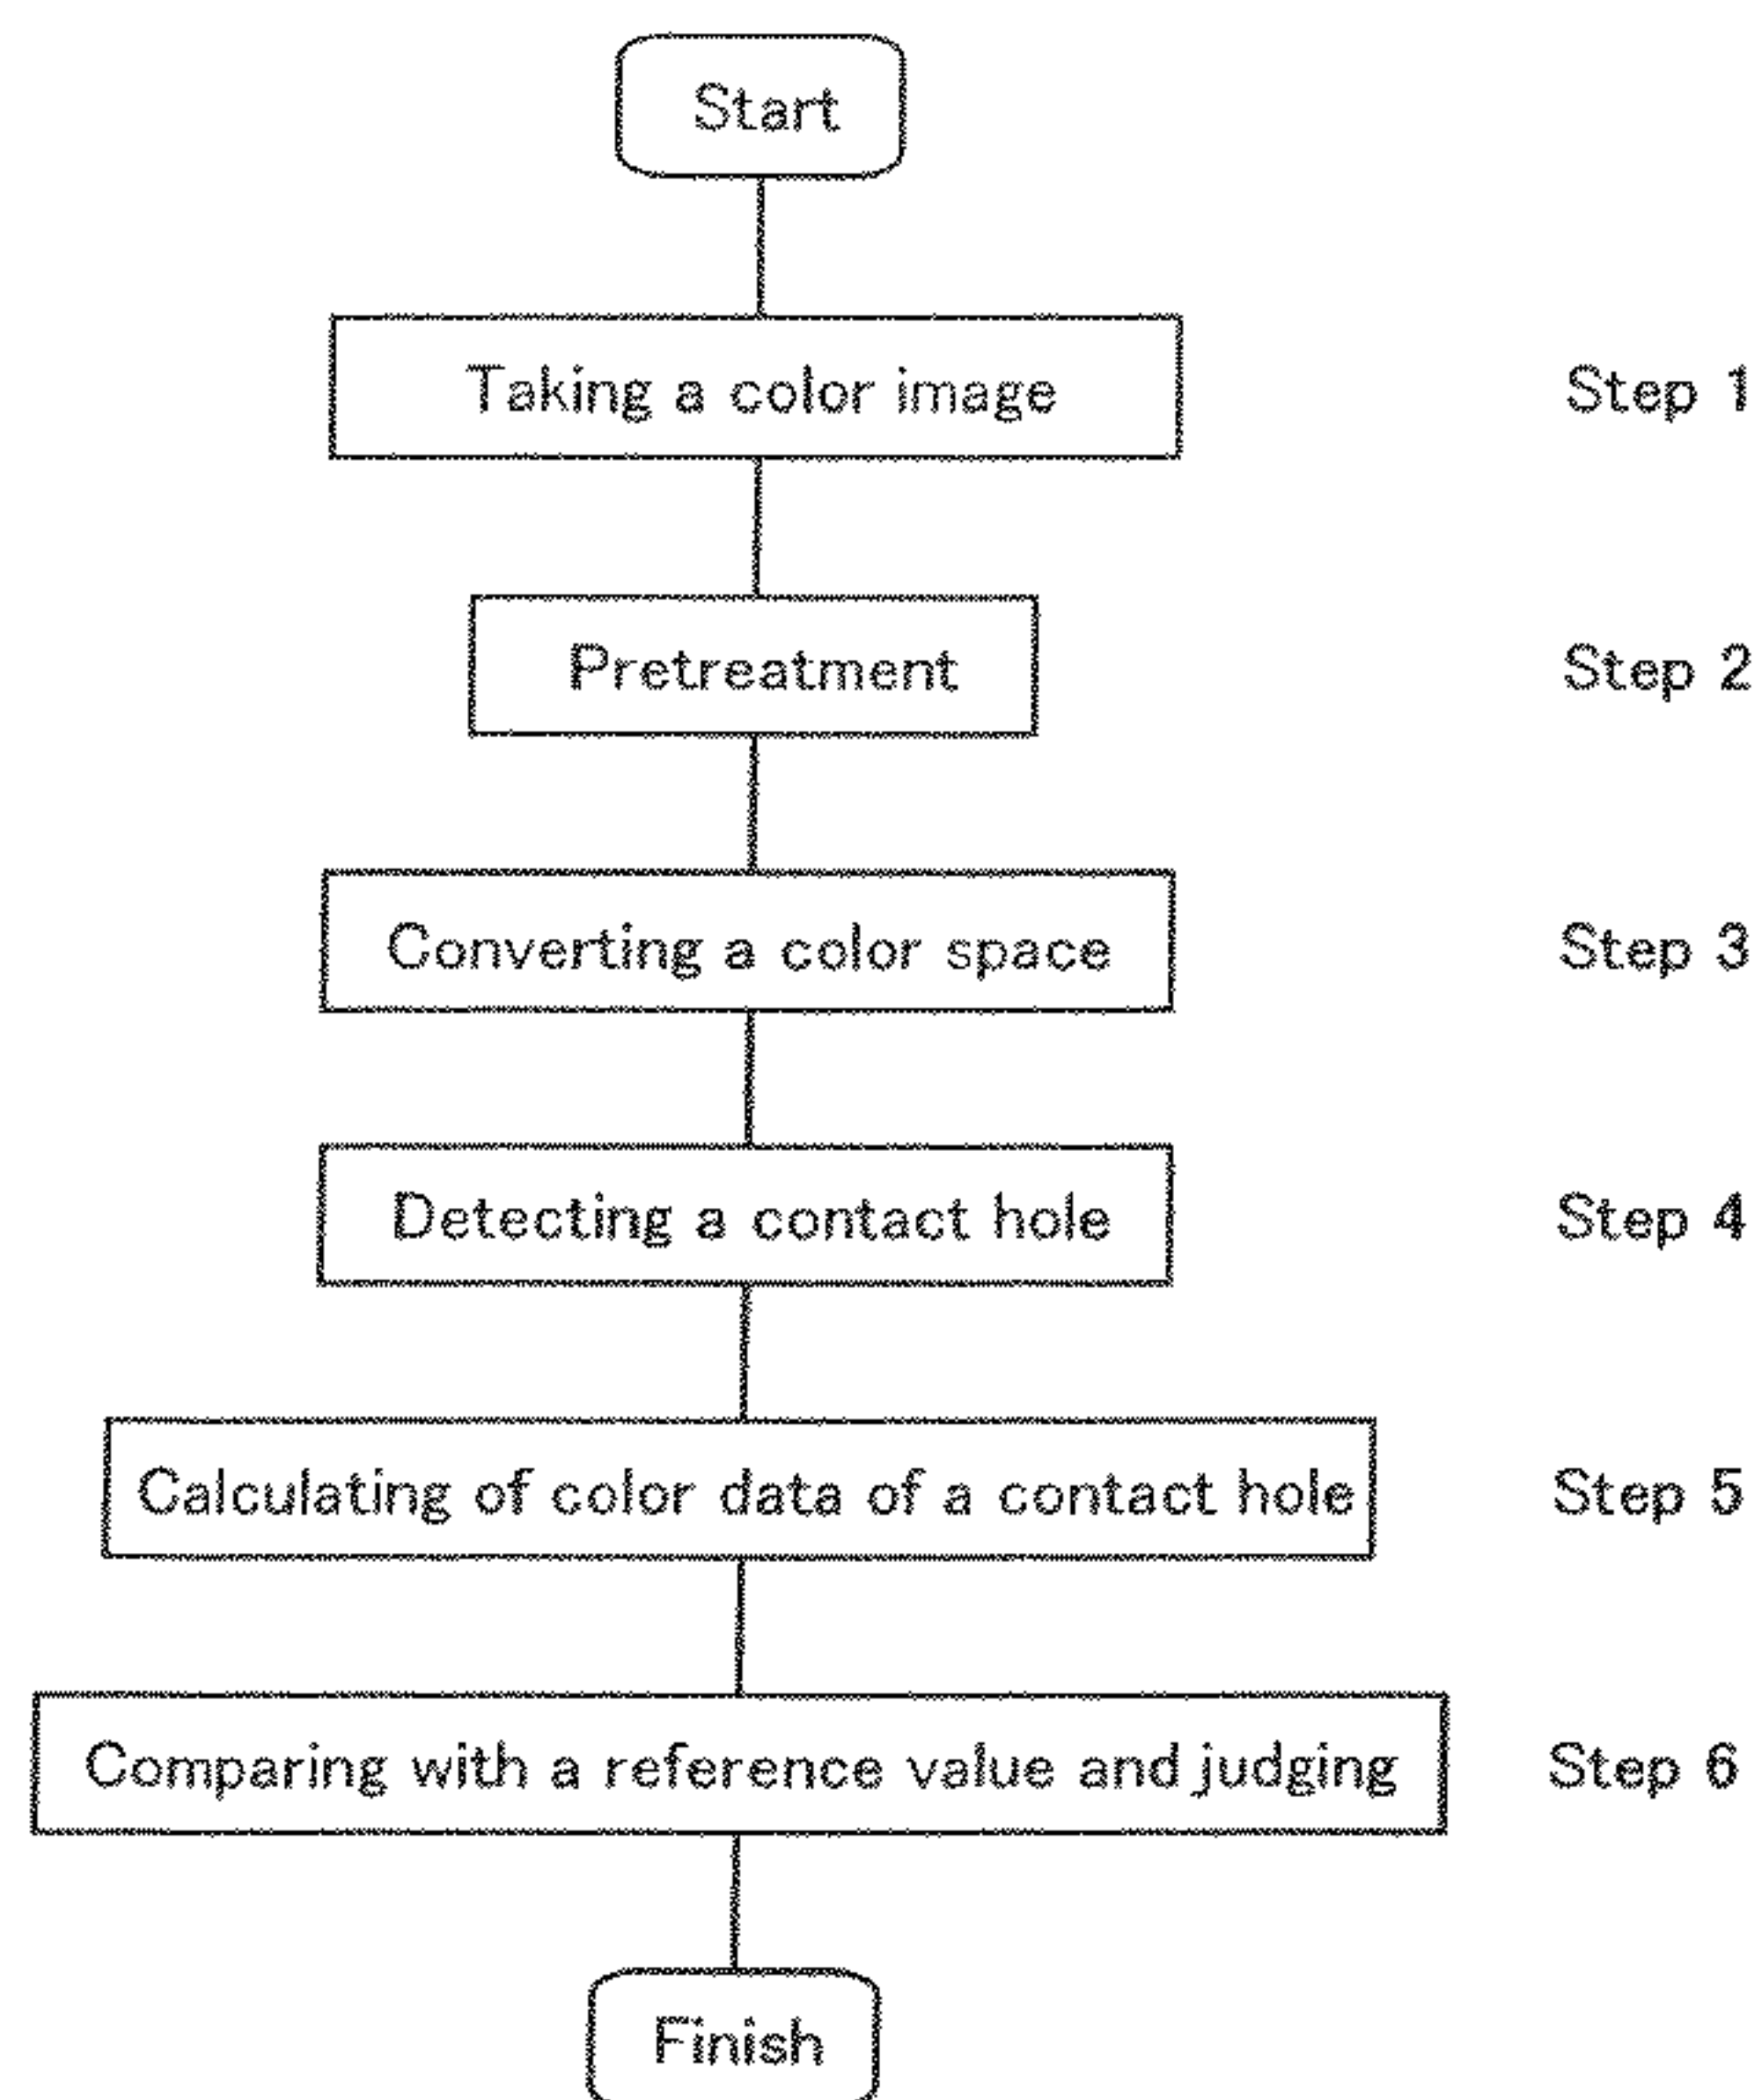 Start
Taking a color image Step 1
Pretreatment Step 2
Converting a color space Step 3
Detecting a contact hole Step 4
Calculating of color data of a contact hole Step 5
Comparing with a reference value and judging Step 6
Finish